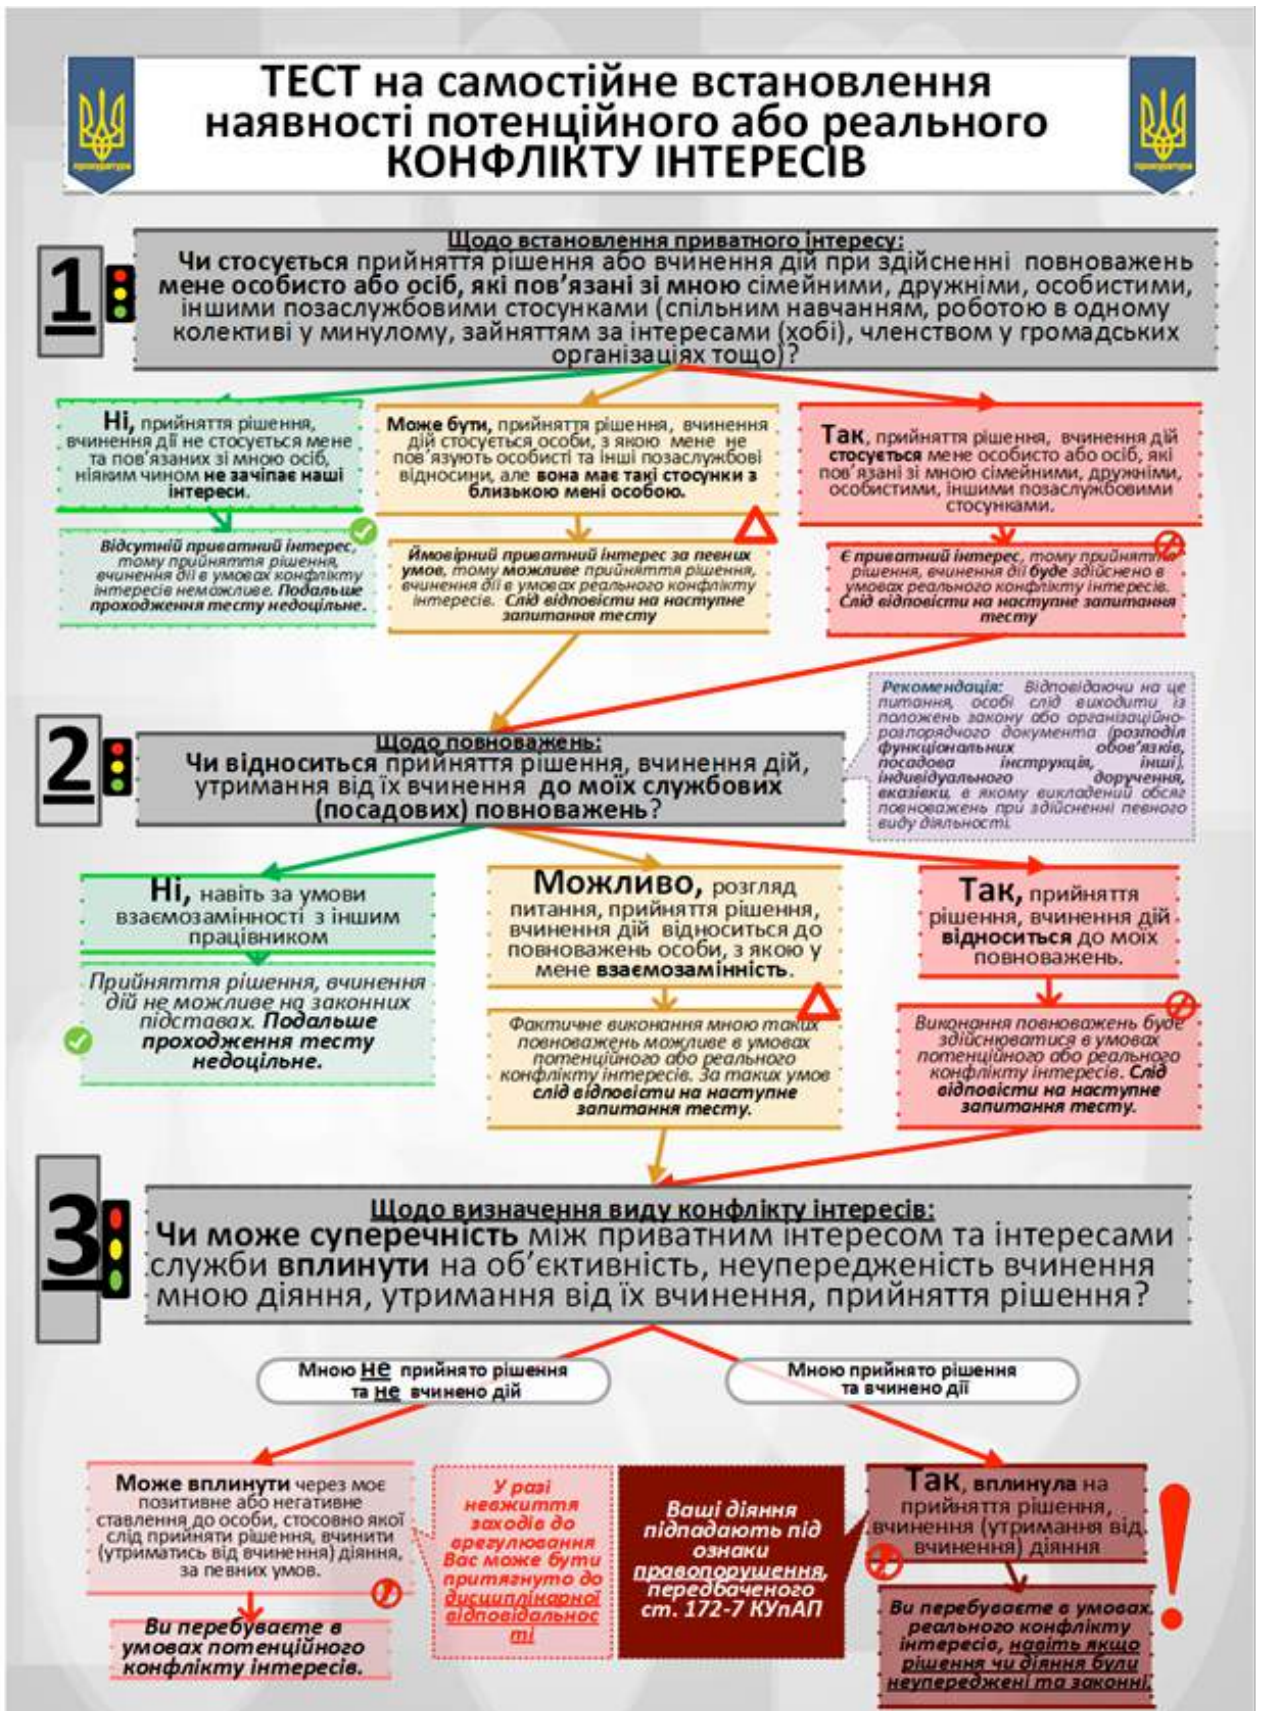 ТЕСТ на самостійне встановлення
наявності потенційного або реального
КОНФЛІКТУ ІНТЕРЕСІВ
прокуратура
прокуратура
1
Щодо встановлення приватного інтересу:
Чи стосується прийняття рішення або вчинення дій при здійсненні повноважень
мене особисто або осіб, які пов’язані зі мною сімейними, дружніми, особистими,
іншими позаслужбовими стосунками (спільним навчанням, роботою в одному
колективі у минулому, зайняттям за інтересами (хобі), членством у громадських
організаціях тощо)?
Ні, прийняття рішення,
вчинення дії не стосується мене
та пов’язаних зі мною осіб,
ніяким чином не зачіпає наші
інтереси.
Відсутній приватний інтерес,
тому прийняття рішення,
вчинення дії в умовах конфлікту
інтересів неможливе. Подальше
проходження тесту недоцільне.
Може бути, прийняття рішення, вчинення
дій стосується особи, з якою мене не
пов’язують особисті та інші позаслужбові
відносини, але вона має такі стосунки з
близькою мені особою.
Ймовірний приватний інтерес за певних
умов, тому можливе прийняття рішення,
вчинення дії в умовах реального конфлікту
інтересів. Слід відповісти на наступне
запитання тесту
Так, прийняття рішення, вчинення дій
стосується мене особисто або осіб, які
пов’язані зі мною сімейними, дружніми,
особистими, іншими позаслужбовими
стосунками.
Є приватний інтерес, тому прийняття
рішення, вчинення дії буде здійснено в
умовах реального конфлікту інтересів.
Слід відповісти на наступне запитання
тесту
2
Щодо повноважень:
Чи відноситься прийняття рішення, вчинення дій,
утримання від їх вчинення до моїх службових
(посадових) повноважень?
Рекомендація: Відповідаючи на це
питання, особі слід виходити із
положень закону або організаційно-
розпорядчого документа (розподіл
функціональних обов’язків,
посадова інструкція, інші),
індивідуального доручення,
вказівки, в якому викладений обсяг
повноважень при здійсненні певного
виду діяльності.
Ні, навіть за умови
взаємозамінності з іншим
працівником
Прийняття рішення, вчинення
дій не можливе на законних
підставах. Подальше
проходження тесту
недоцільне.
Можливо, розгляд
питання, прийняття рішення,
вчинення дій відноситься до
повноважень особи, з якою у
мене взаємозамінність.
Фактичне виконання мною таких
повноважень можливе в умовах
потенційного або реального
конфлікту інтересів. За таких умов
слід відповісти на наступне
запитання тесту.
Так, прийняття
рішення, вчинення дій
відноситься до моїх
повноважень.
Виконання повноважень буде
здійснюватися в умовах
потенційного або реального
конфлікту інтересів. Слід
відповісти на наступне
запитання тесту.
3
Щодо визначення виду конфлікту інтересів:
Чи може суперечність між приватним інтересом та інтересами
служби вплинути на об’єктивність, неупередженість вчинення
мною діяння, утримання від їх вчинення, прийняття рішення?
Мною не прийнято рішення
та не вчинено дій
Мною прийнято рішення
та вчинено дії
Може вплинути через моє
позитивне або негативне
ставлення до особи, стосовно якої
слід прийняти рішення, вчинити
(утриматись від вчинення) діяння,
за певних умов.
Ви перебуваєте в
умовах потенційного
конфлікту інтересів.
У разі
невжиття
заходів до
врегулювання
Вас може бути
притягнуто до
дисциплінарної
відповідальнос
ті
Ваші діяння
підпадають під
ознаки
правопорушення,
передбаченого
ст. 172-7 КУпАП
Так, вплинула на
прийняття рішення,
вчинення (утримання від
вчинення) діяння
Ви перебуваєте в умовах
реального конфлікту
інтересів, навіть якщо
рішення чи діяння були
неупереджені та законні.
!